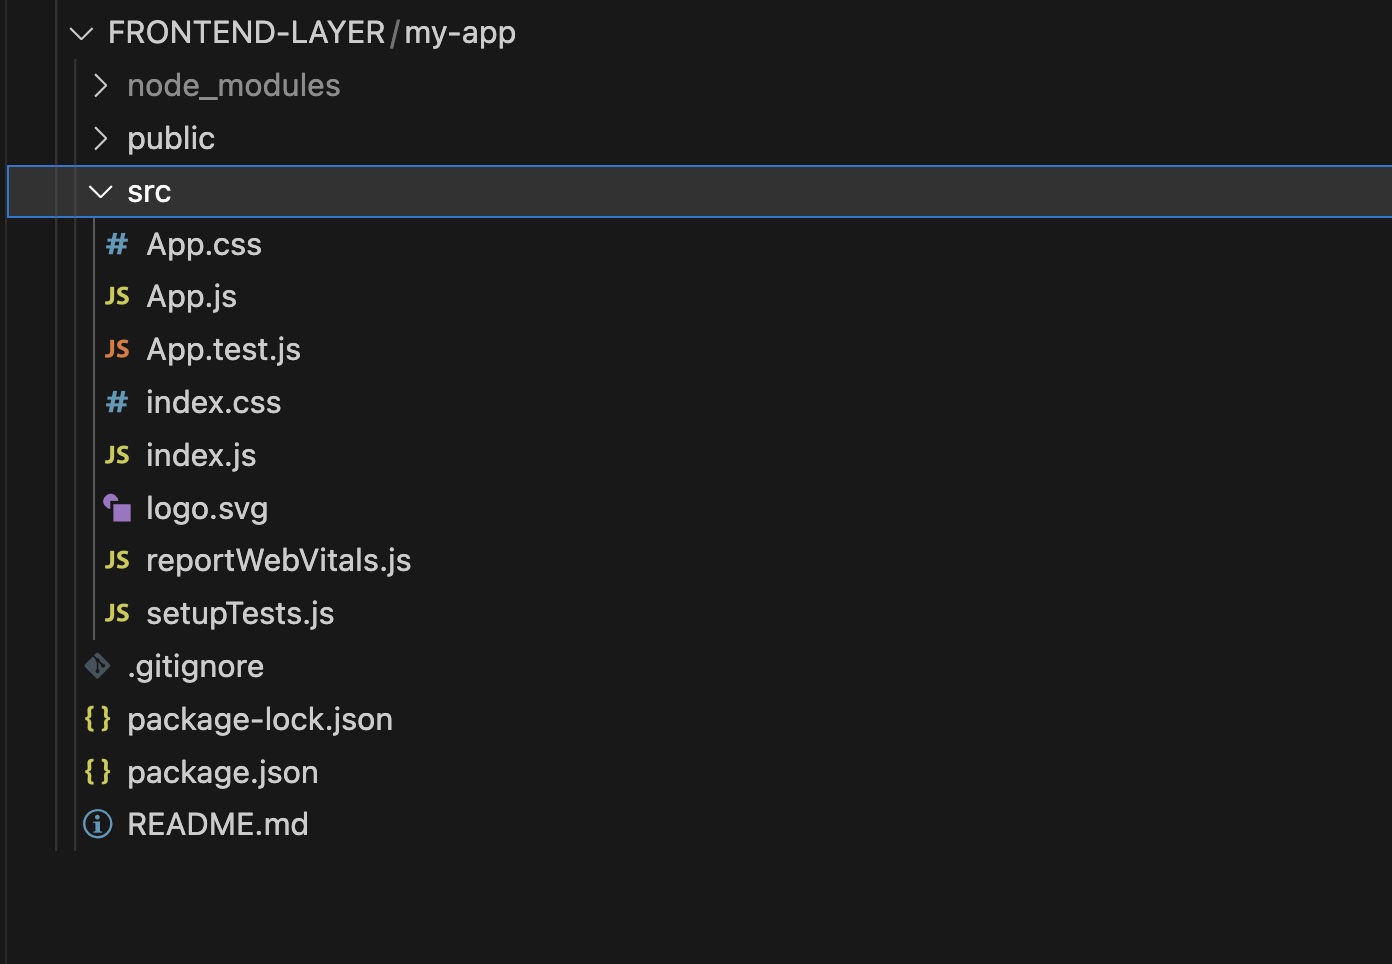 FRONTEND-LAYER/my-app
node_modules
public
src
# App.css
JS App.js
JS App.test.js
# index.css
JS index.js
logo.svg
JS reportWebVitals.js
JS setupTests.js
.gitignore
{} package-lock.json
{} package.json
README.md